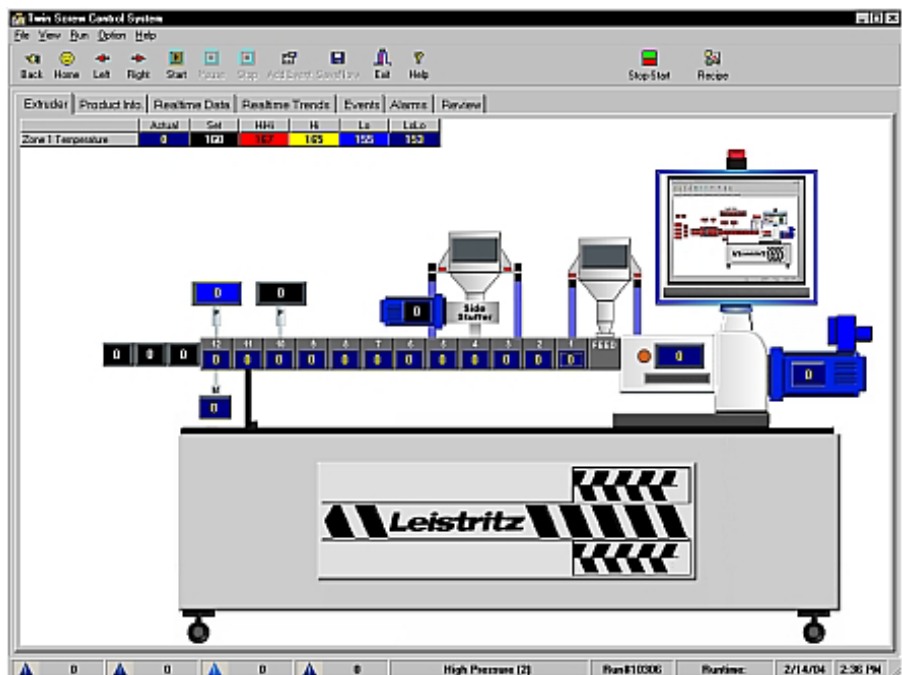 Twin Screw Control System
File View Run Option Help
Back Home Left Right Start Pause Stop Add Event Save Now Exit Help Stop-Start Recipe
Extruder Product Info. Realtime Data Realtime Trends Events Alarms Review
Actual Set HiHi Hi Lo LoLo
Zone 1 Temperature 0 160 167 165 155 153
0 0
0 Side Stuffer
12 11 10 9 8 7 6 5 4 3 2 1 FEED
0 0 0 0 0 0 0 0 0 0 0 0 0 0 0 0
0
0
Leistritz
0 0 0 0 High Pressure (2) Run#10306 Runtime: 2/14/04 2:36 PM